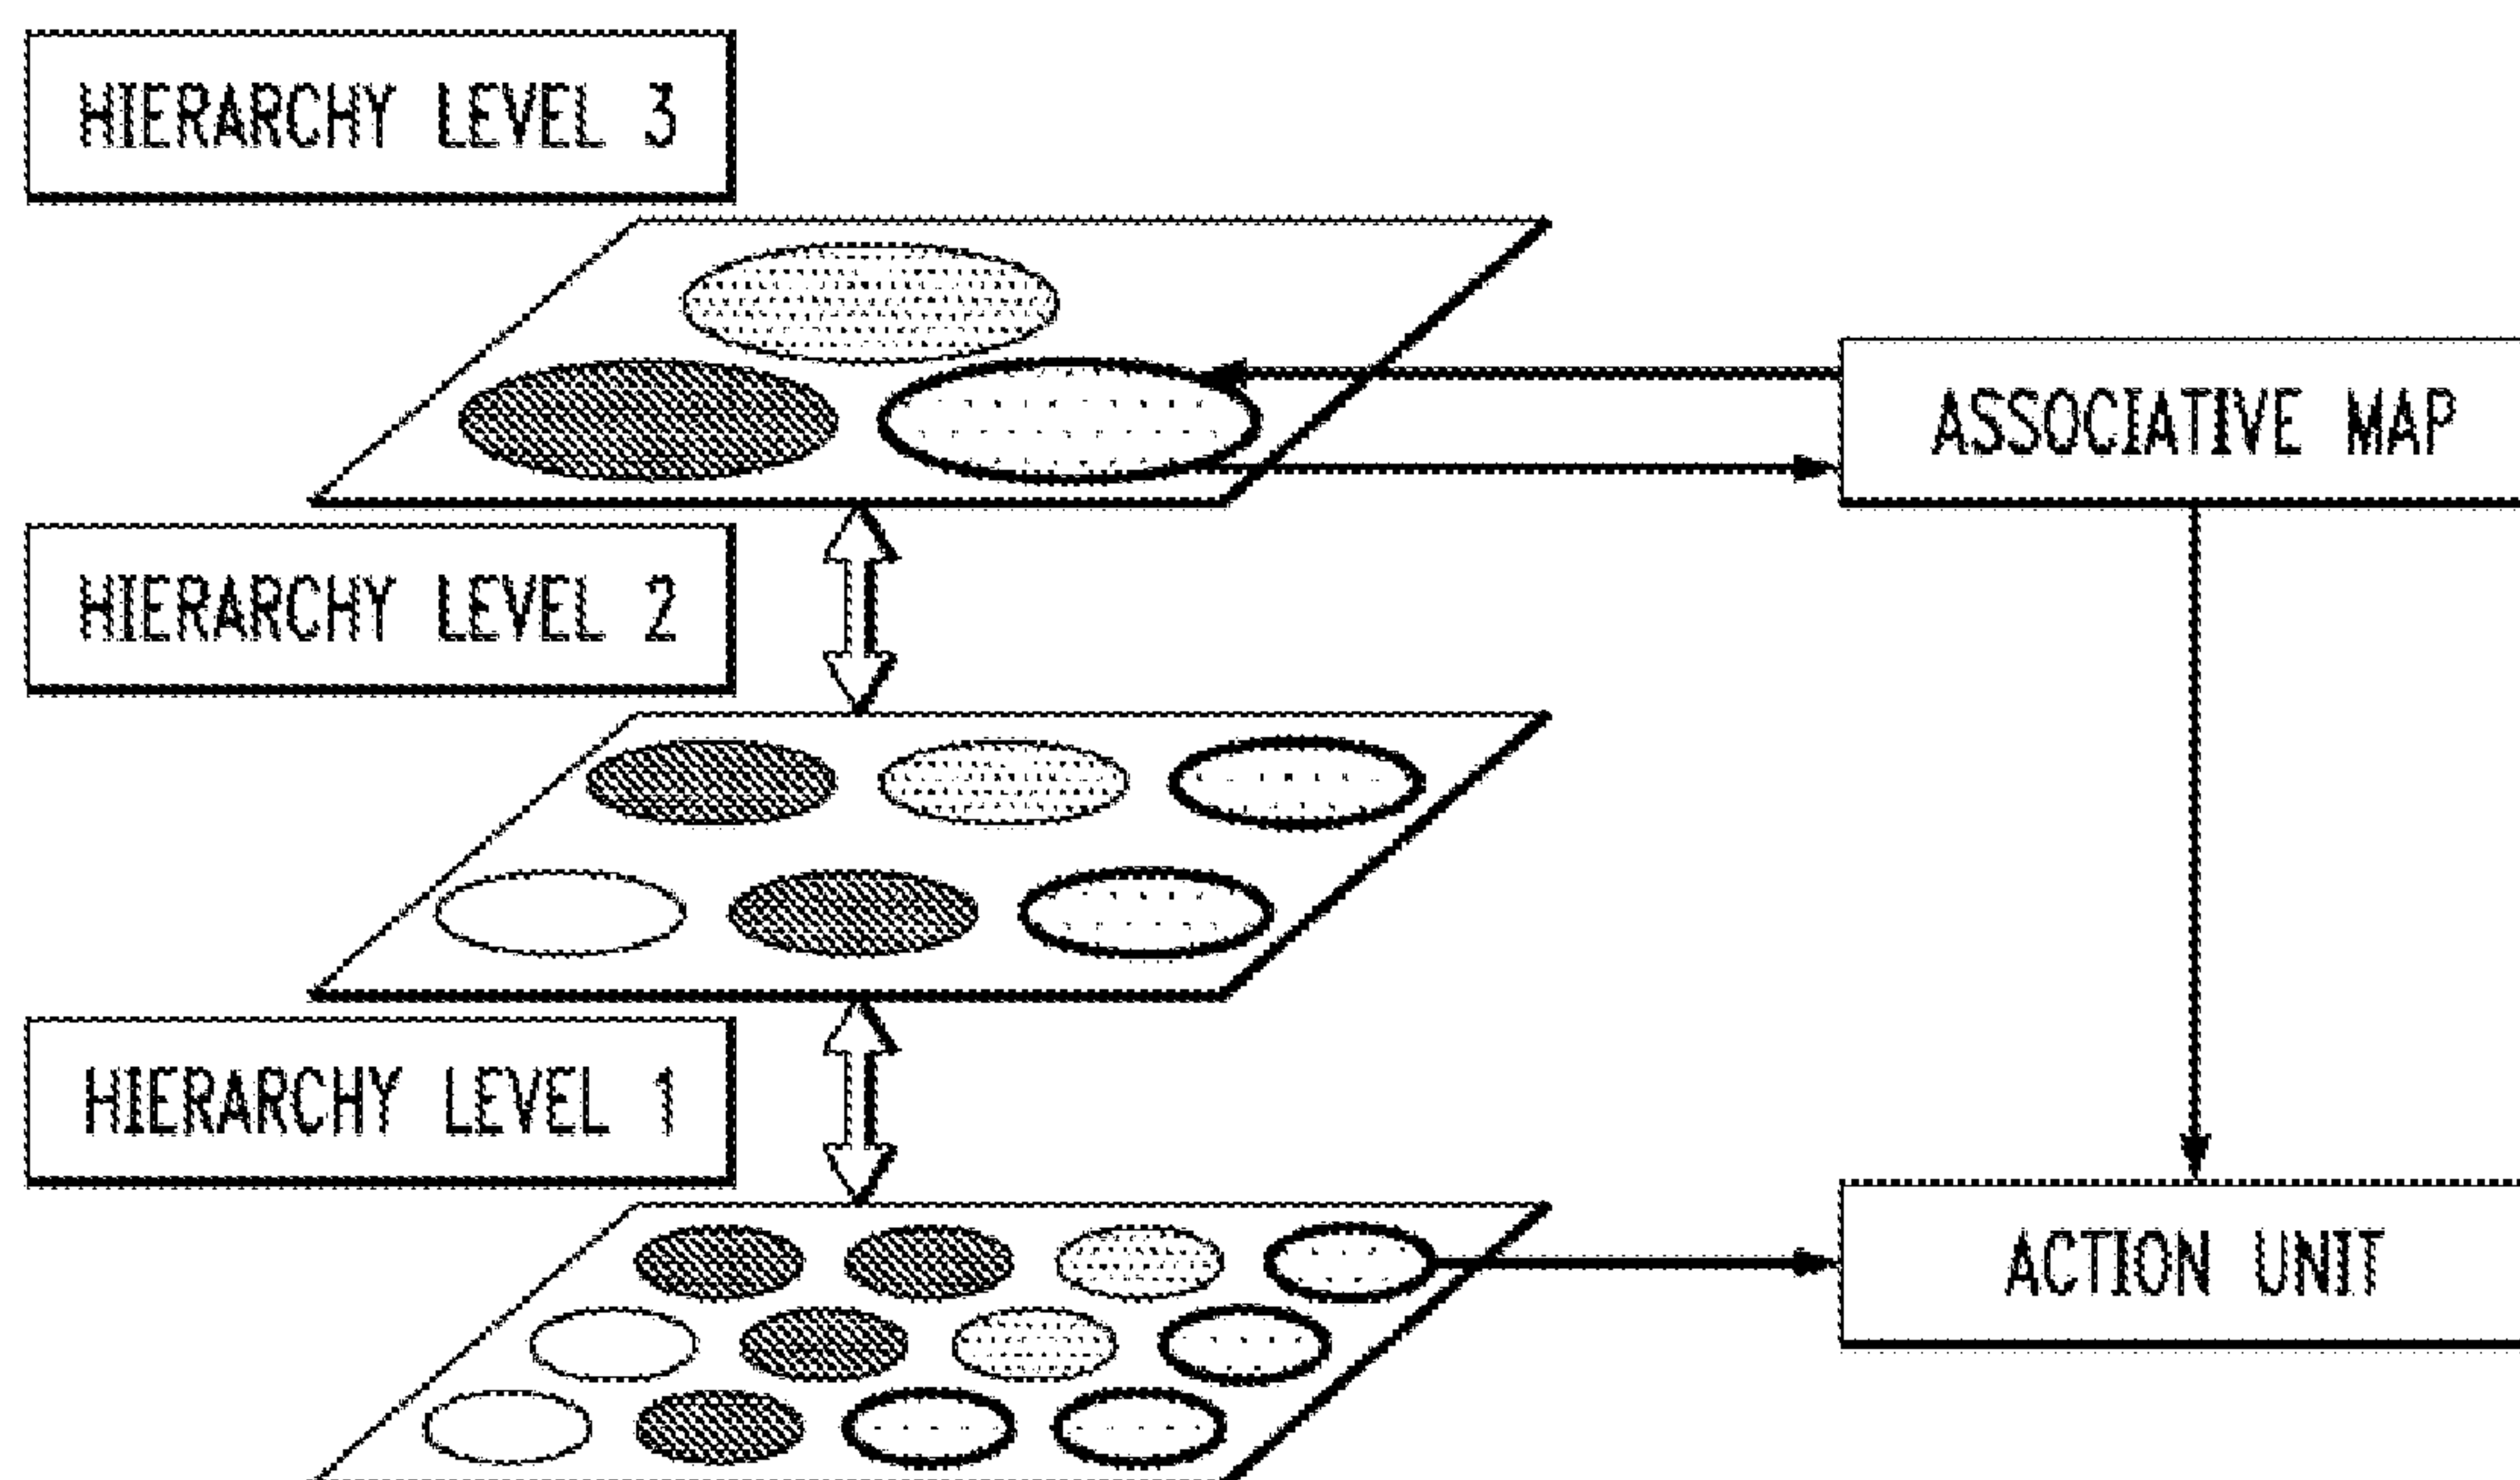 HIERARCHY LEVEL 3
ASSOCIATIVE MAP
HIERARCHY LEVEL 2
HIERARCHY LEVEL 1
ACTION UNIT